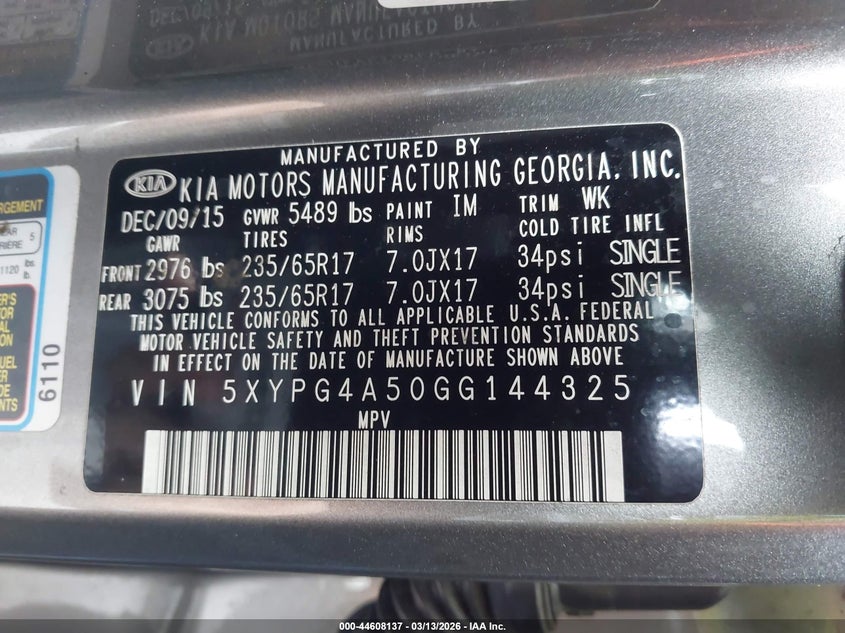 MANUFACTURED BY
KIA KIA MOTORS MANUFACTURING GEORGIA, INC.
DEC/09/15 GVWR 5489 lbs PAINT IM TRIM WK
GAWR TIRES RIMS COLD TIRE INFL
FRONT 2976 lbs 235/65R17 7.0JX17 34psi SINGLE
REAR 3075 lbs 235/65R17 7.0JX17 34psi SINGLE
THIS VEHICLE CONFORMS TO ALL APPLICABLE U.S.A. FEDERAL
MOTOR VEHICLE SAFETY AND THEFT PREVENTION STANDARDS
IN EFFECT ON THE DATE OF MANUFACTURE SHOWN ABOVE
VIN 5XYPG4A50GG144325
MPV
6110
000-44608137 - 03/13/2026 - IAA Inc.